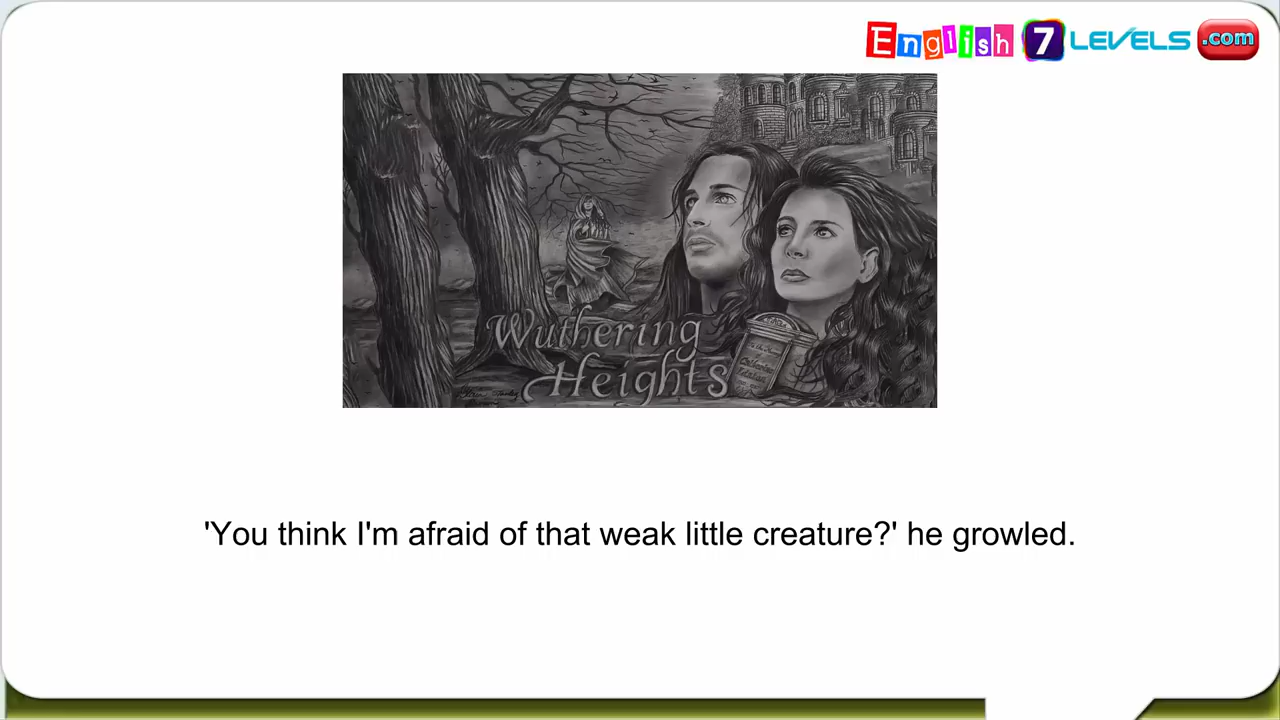 English 7 LEVELS .com
Wuthering
Heights
'You think I'm afraid of that weak little creature?' he growled.